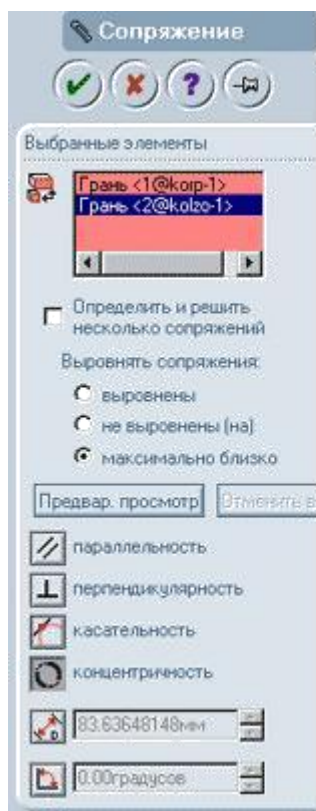 Сопряжение
?
Выбранные элементы
Грань <1@korp-1>
Грань <2@kolzo-1>
Определить и решить
несколько сопряжений
Выровнять сопряжения:
выровнены
не выровнены (на)
максимально близко
Предвар. просмотр
Отменить в
параллельность
перпендикулярность
касательность
концентричность
83.63648148мм
0.00градусов